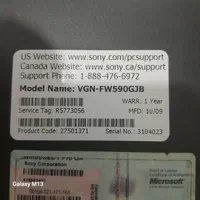 US Website: www.sony.com/pcsupport
Canada Website: www.sony.ca/support
Support Phone: 1-888-476-6972
Model Name: VGN-FW590GJB
WARR: 1 Year
Service Tag: R5773056
MFD: 10/09
Product Number: 27501371
Serial No.: 3104023
Sony Corporation
Microsoft
Galaxy M13